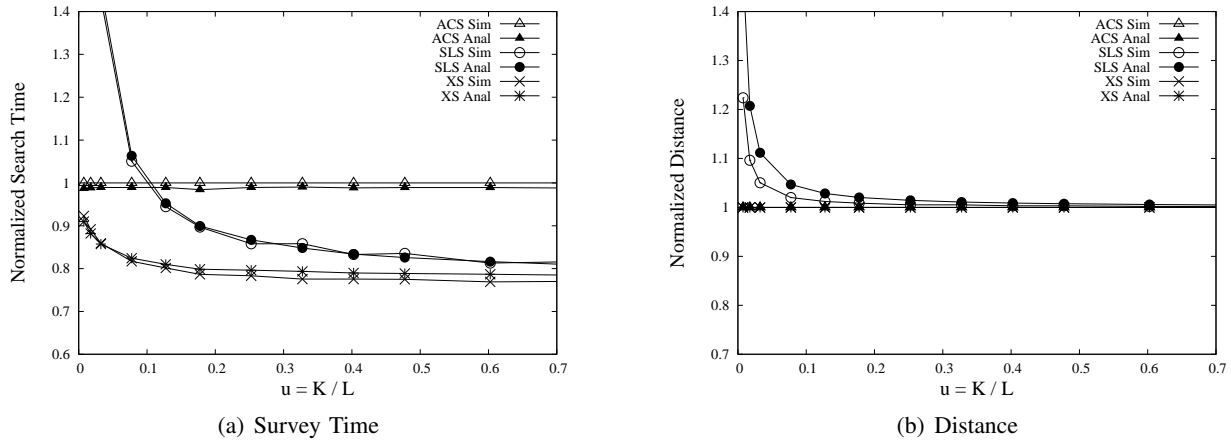 1.4
1.3
1.2
1.1
1
0.9
0.8
0.7
0.6
0
0.1
0.2
0.3
0.4
0.5
0.6
0.7
Normalized Search Time
u = K / L
ACS Sim
ACS Anal
SLS Sim
SLS Anal
XS Sim
XS Anal
(a) Survey Time
1.4
1.3
1.2
1.1
1
0.9
0.8
0.7
0
0.1
0.2
0.3
0.4
0.5
0.6
0.7
Normalized Distance
u = K / L
ACS Sim
ACS Anal
SLS Sim
SLS Anal
XS Sim
XS Anal
(b) Distance